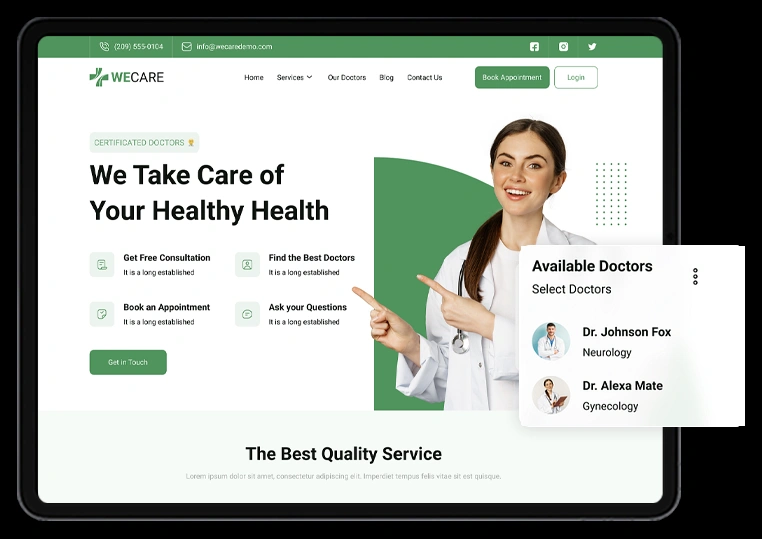 (209) 555-0104
info@wecaredemo.com
WECARE
Home
Services
Our Doctors
Blog
Contact Us
Book Appointment
Login
CERTIFICATED DOCTORS
We Take Care of
Your Healthy Health
Get Free Consultation
It is a long established
Find the Best Doctors
It is a long established
Book an Appointment
It is a long established
Ask your Questions
It is a long established
Get in Touch
Available Doctors
Select Doctors
Dr. Johnson Fox
Neurology
Dr. Alexa Mate
Gynecology
The Best Quality Service
Lorem ipsum dolor sit amet, consectetur adipiscing elit. Imperdiet tempus felis vitae sit est quisque.